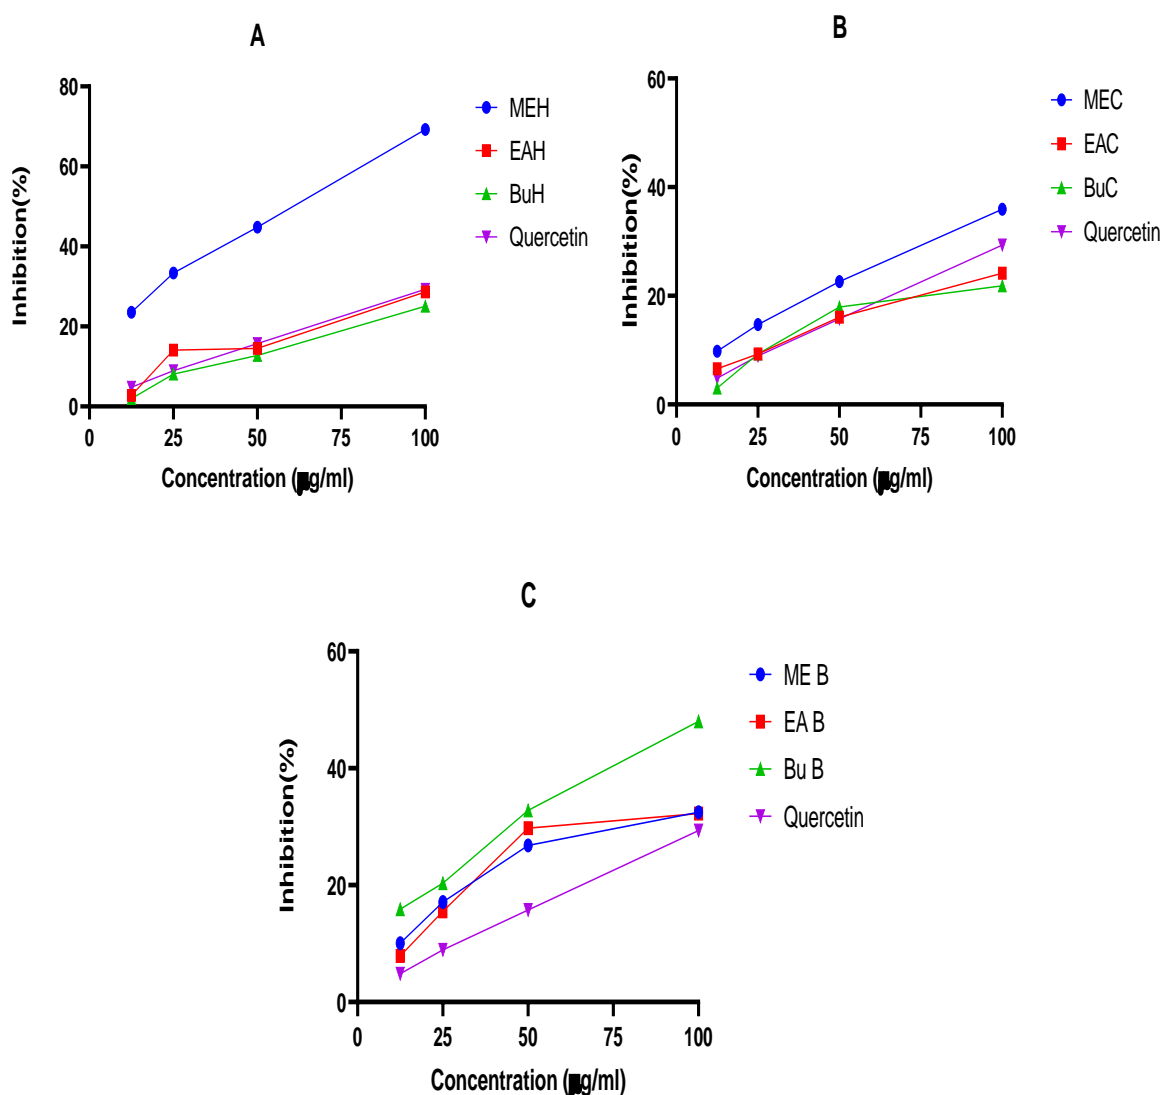 A
80
60
40
20
0
Inhibition(%)
0 25 50 75 100
Concentration (µg/ml)
MEH
EAH
BuH
Quercetin
B
60
40
20
0
Inhibition(%)
0 25 50 75 100
Concentration (µg/ml)
MEC
EAC
BuC
Quercetin
C
60
40
20
0
Inhibition(%)
0 25 50 75 100
Concentration (µg/ml)
ME B
EA B
Bu B
Quercetin